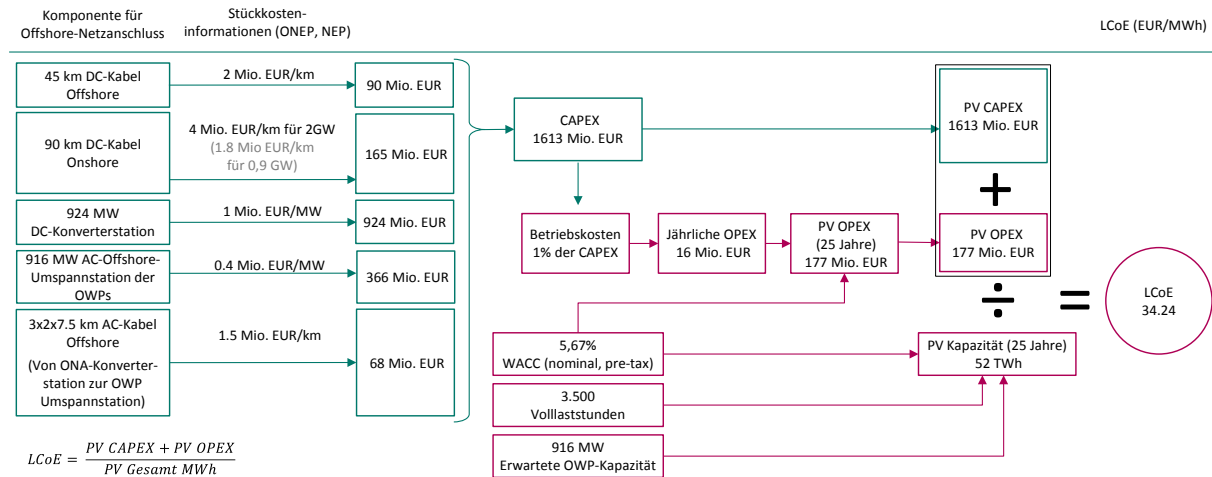 Komponente für
Offshore-Netzanschluss
Stückkosten-
informationen (ONEP, NEP)
LCoE (EUR/MWh)
45 km DC-Kabel
Offshore
2 Mio. EUR/km
90 Mio. EUR
90 km DC-Kabel
Onshore
4 Mio. EUR/km für 2GW
(1.8 Mio EUR/km
für 0,9 GW)
165 Mio. EUR
924 MW
DC-Konverterstation
1 Mio. EUR/MW
924 Mio. EUR
916 MW AC-Offshore-
Umspannstation der
OWPs
0.4 Mio. EUR/MW
366 Mio. EUR
3x2x7.5 km AC-Kabel
Offshore
(Von ONA-Konverter-
station zur OWP
Umspannstation)
1.5 Mio. EUR/km
68 Mio. EUR
CAPEX
1613 Mio. EUR
PV CAPEX
1613 Mio. EUR
+
Betriebskosten
1% der CAPEX
Jährliche OPEX
16 Mio. EUR
PV OPEX
(25 Jahre)
177 Mio. EUR
PV OPEX
177 Mio. EUR
÷
=
LCoE
34.24
5,67%
WACC (nominal, pre-tax)
PV Kapazität (25 Jahre)
52 TWh
3.500
Volllaststunden
916 MW
Erwartete OWP-Kapazität
LCoE = PV CAPEX + PV OPEX
PV Gesamt MWh